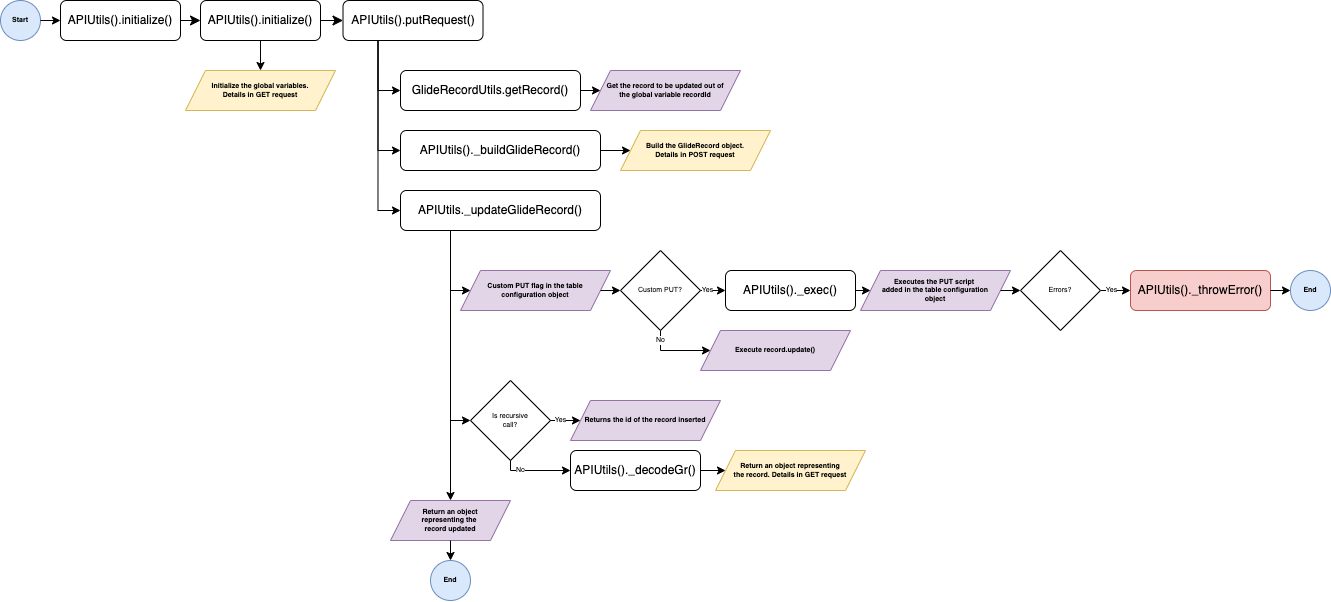 Start
APIUtils().initialize()
APIUtils().initialize()
APIUtils().putRequest()
Initialize the global variables.
Details in GET request
GlideRecordUtils.getRecord()
Get the record to be updated out of
the global variable recordId
APIUtils()._buildGlideRecord()
Build the GlideRecord object.
Details in POST request
APIUtils._updateGlideRecord()
Custom PUT flag in the table
configuration object
Custom PUT?
Yes
APIUtils()._exec()
Executes the PUT script
added in the table configuration
object
Errors?
Yes
APIUtils()._throwError()
End
No
Execute record.update()
Is recursive
call?
Yes
Returns the id of the record inserted
No
APIUtils()._decodeGr()
Return an object representing
the record. Details in GET request
Return an object
representing the
record updated
End